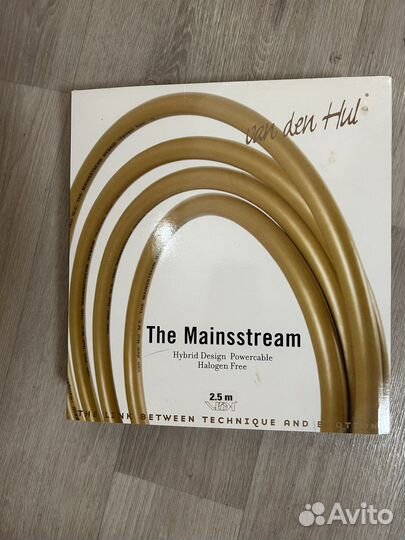 van den Hul
The Mainsstream
Hybrid Design Powercable
Halogen Free
2.5 m
THE LINK BETWEEN TECHNIQUE AND EMOTION
Avito